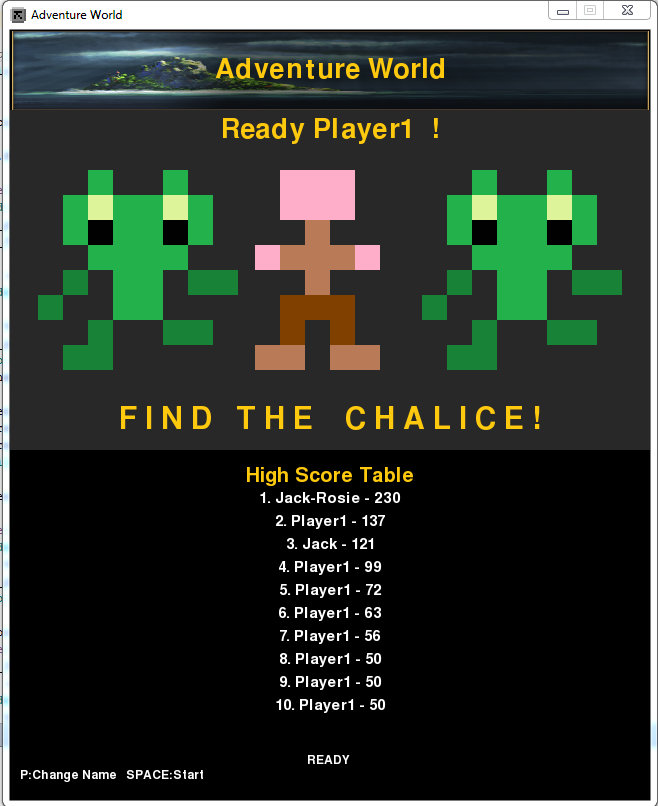 Adventure World
Adventure World
Ready Player1 !
FIND THE CHALICE!
High Score Table
1. Jack-Rosie - 230
2. Player1 - 137
3. Jack - 121
4. Player1 - 99
5. Player1 - 72
6. Player1 - 63
7. Player1 - 56
8. Player1 - 50
9. Player1 - 50
10. Player1 - 50
READY
P:Change Name SPACE:Start